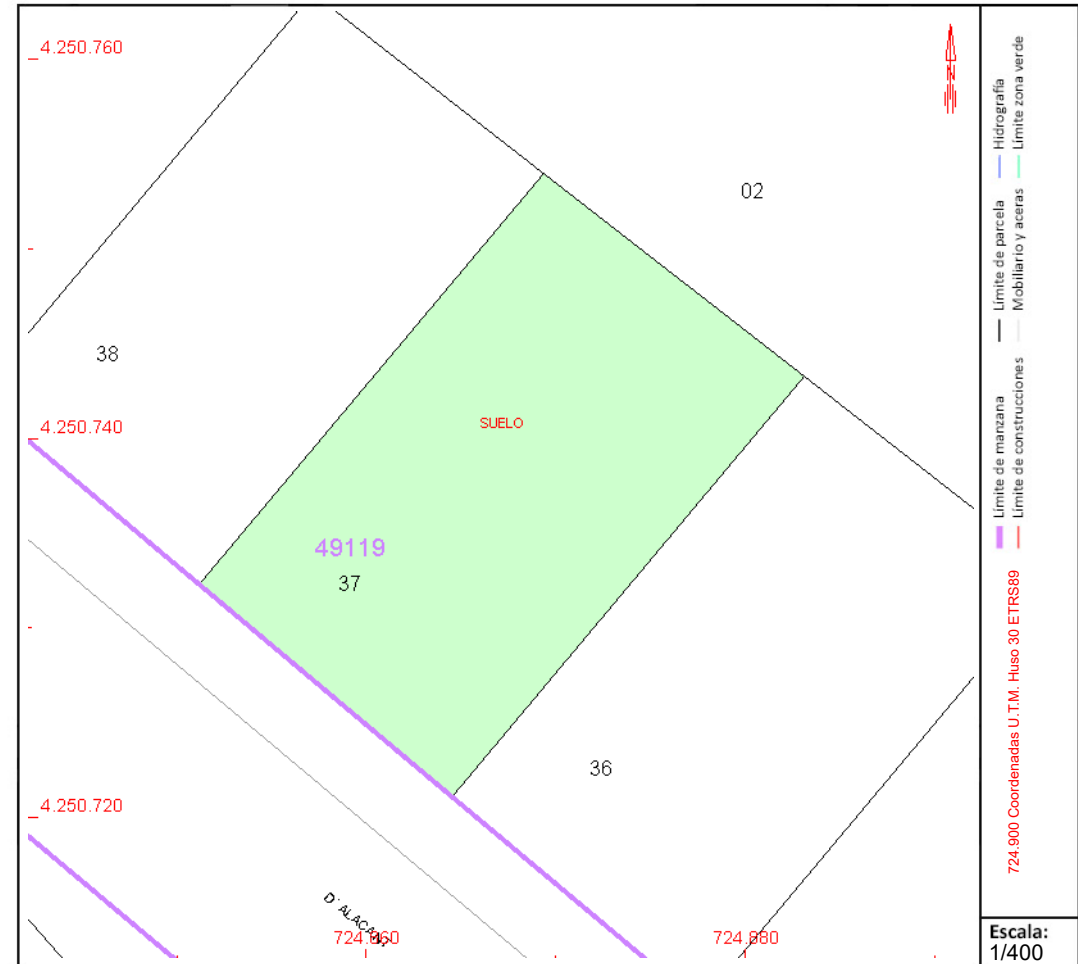 4.250.760
N
02
38
4.250.740
SUELO
49119
37
36
4.250.720
D´ALACANT
724.860
724.880
Hidrografía
Límite zona verde
Límite de parcela
Mobiliario y aceras
Límite de manzana
Límite de construcciones
724.900 Coordenadas U.T.M. Huso 30 ETRS89
Escala:
1/400